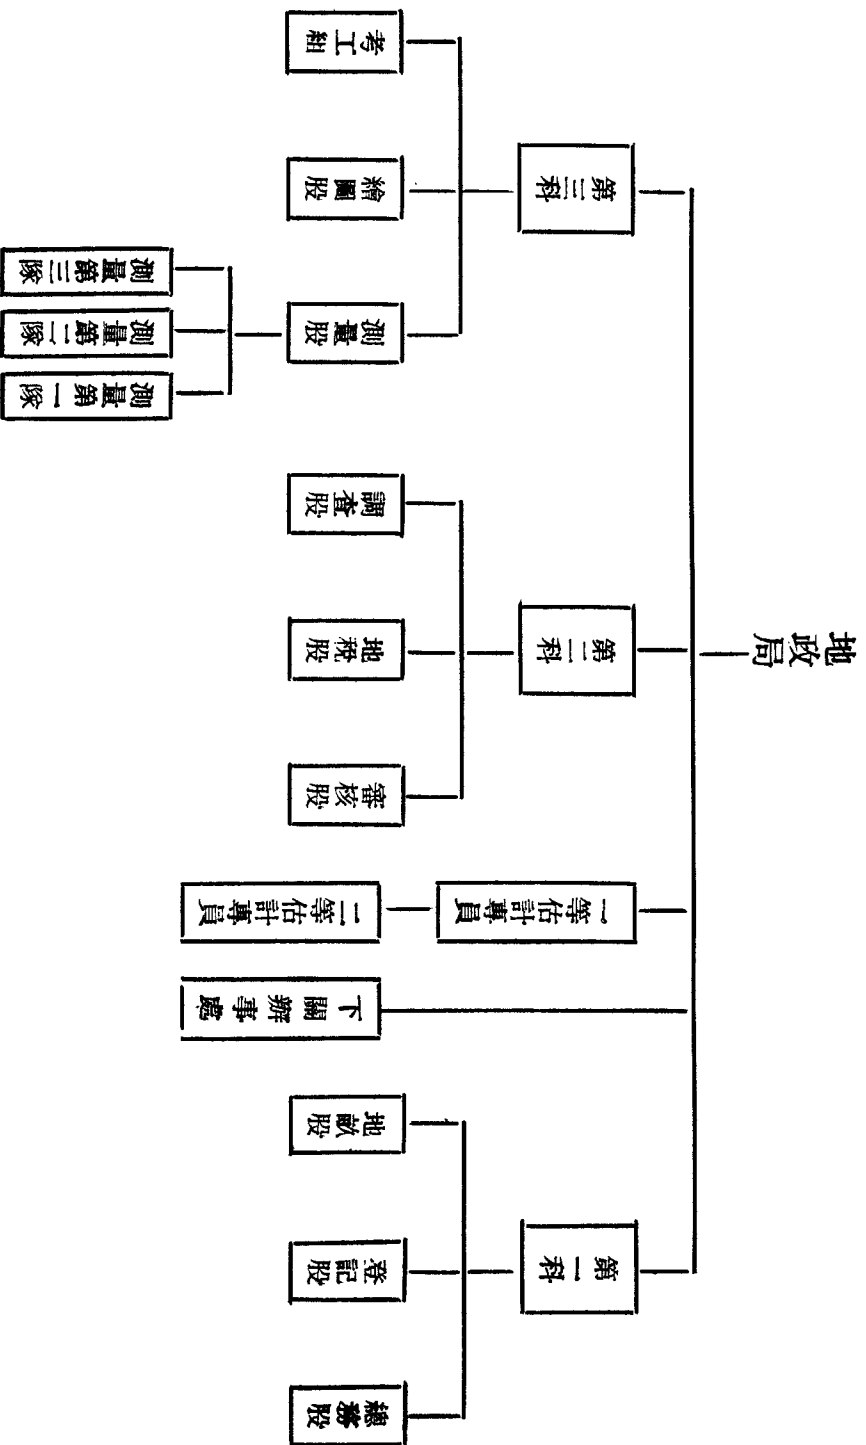 地政局
第一科
總務股
登記股
地畝股
下關辦事處
一等估計專員
二等估計專員
第二科
審核股
地稅股
調查股
第三科
測量股
測量第一隊
測量第二隊
測量第三隊
繪圖股
考工組